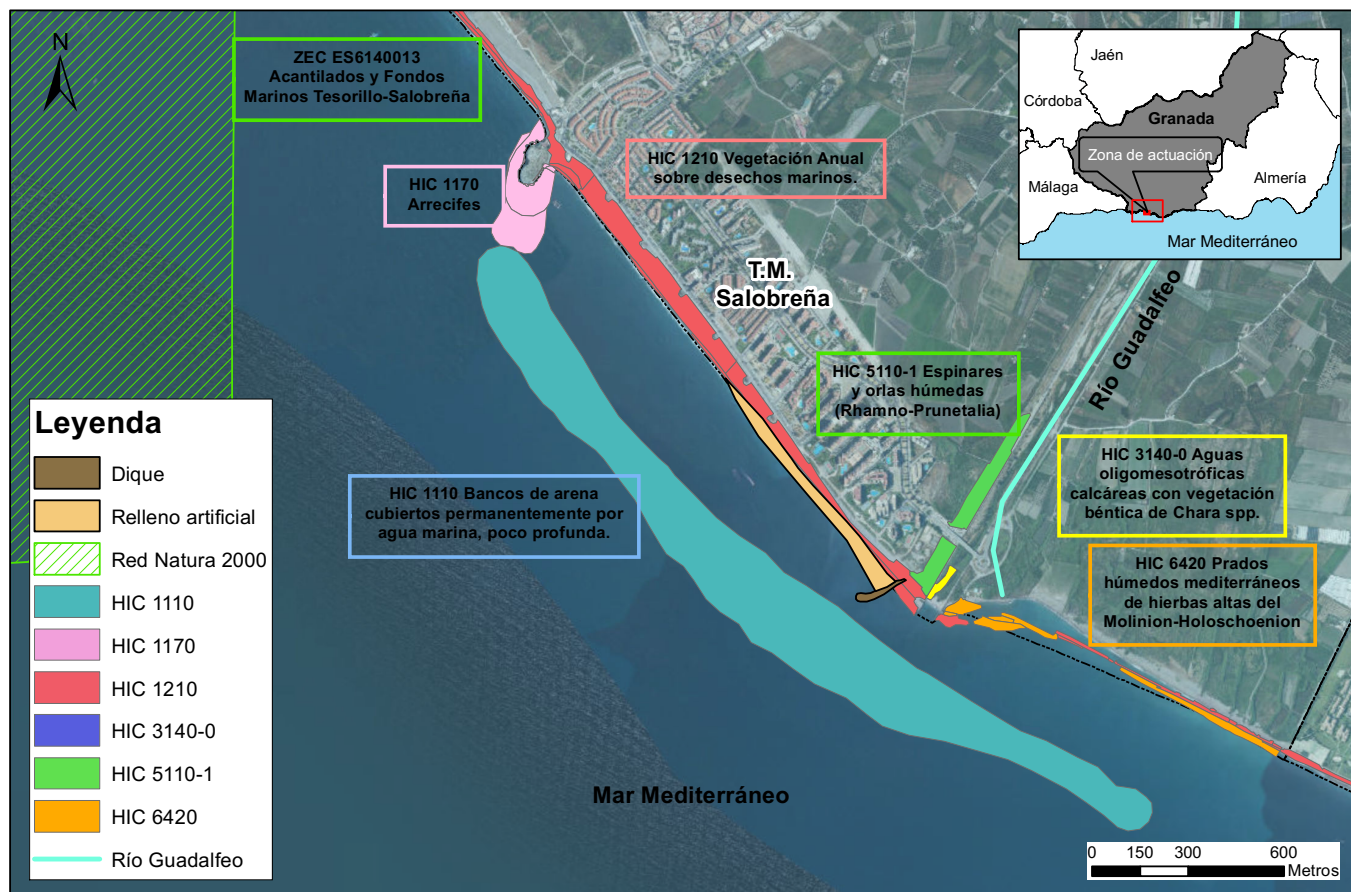 N
ZEC ES6140013
Acantilados y Fondos
Marinos Tesorillo-Salobreña
HIC 1170
Arrecifes
HIC 1210 Vegetación Anual
sobre desechos marinos.
Jaén
Córdoba
Granada
Zona de actuación
Málaga
Almería
Mar Mediterráneo
T.M.
Salobreña
Río Guadalfeo
HIC 5110-1 Espinares
y orlas húmedas
(Rhamno-Prunetalia)
HIC 3140-0 Aguas
oligomesotróficas
calcáreas con vegetación
béntica de Chara spp.
HIC 1110 Bancos de arena
cubiertos permanentemente por
agua marina, poco profunda.
HIC 6420 Prados
húmedos mediterráneos
de hierbas altas del
Molinion-Holoschoenion
Mar Mediterráneo
Leyenda
Dique
Relleno artificial
Red Natura 2000
HIC 1110
HIC 1170
HIC 1210
HIC 3140-0
HIC 5110-1
HIC 6420
Río Guadalfeo
0 150 300 600
Metros